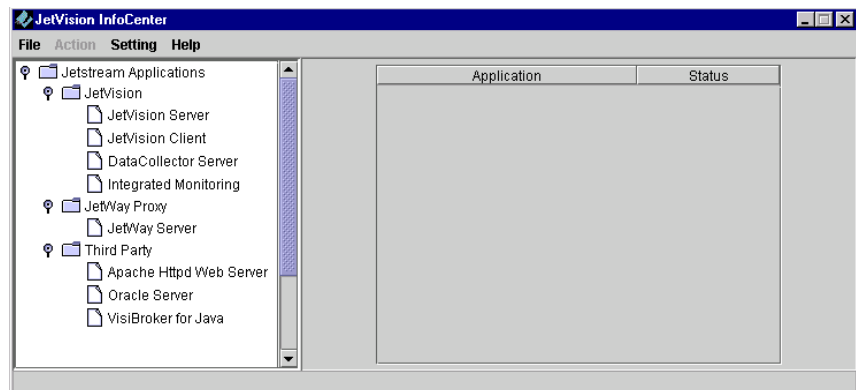 JetVision InfoCenter
File Action Setting Help
Jetstream Applications
JetVision
JetVision Server
JetVision Client
DataCollector Server
Integrated Monitoring
JetWay Proxy
JetWay Server
Third Party
Apache Httpd Web Server
Oracle Server
VisiBroker for Java
Application Status